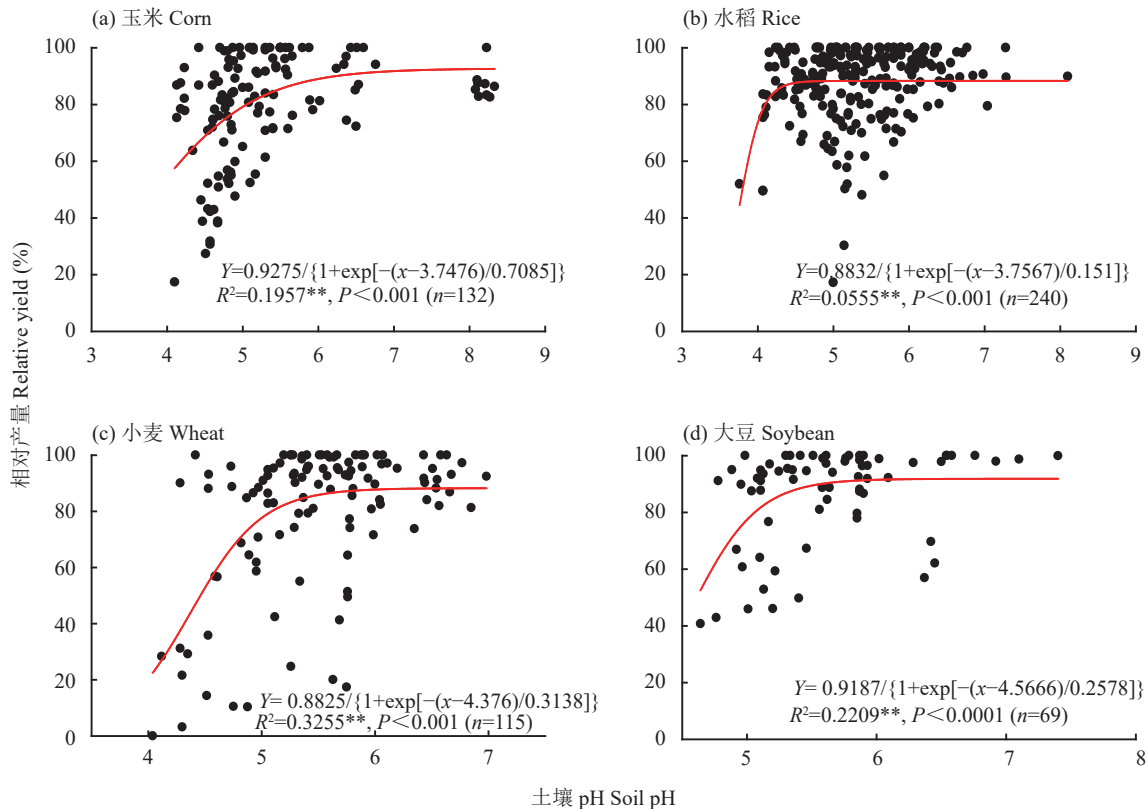 (a) 玉米 Corn
100
80
60
40
20
0
3 4 5 6 7 8 9
Y=0.9275/{1+exp[−(x−3.7476)/0.7085]}
R²=0.1957**, P＜0.001 (n=132)
(b) 水稻 Rice
100
80
60
40
20
0
3 4 5 6 7 8 9
Y=0.8832/{1+exp[−(x−3.7567)/0.151]}
R²=0.0555**, P＜0.001 (n=240)
相对产量 Relative yield (%)
(c) 小麦 Wheat
100
80
60
40
20
0
4 5 6 7
Y= 0.8825/{1+exp[−(x−4.376)/0.3138]}
R²=0.3255**, P＜0.001 (n=115)
(d) 大豆 Soybean
100
80
60
40
20
0
5 6 7 8
Y= 0.9187/{1+exp[−(x−4.5666)/0.2578]}
R²=0.2209**, P＜0.0001 (n=69)
土壤 pH Soil pH